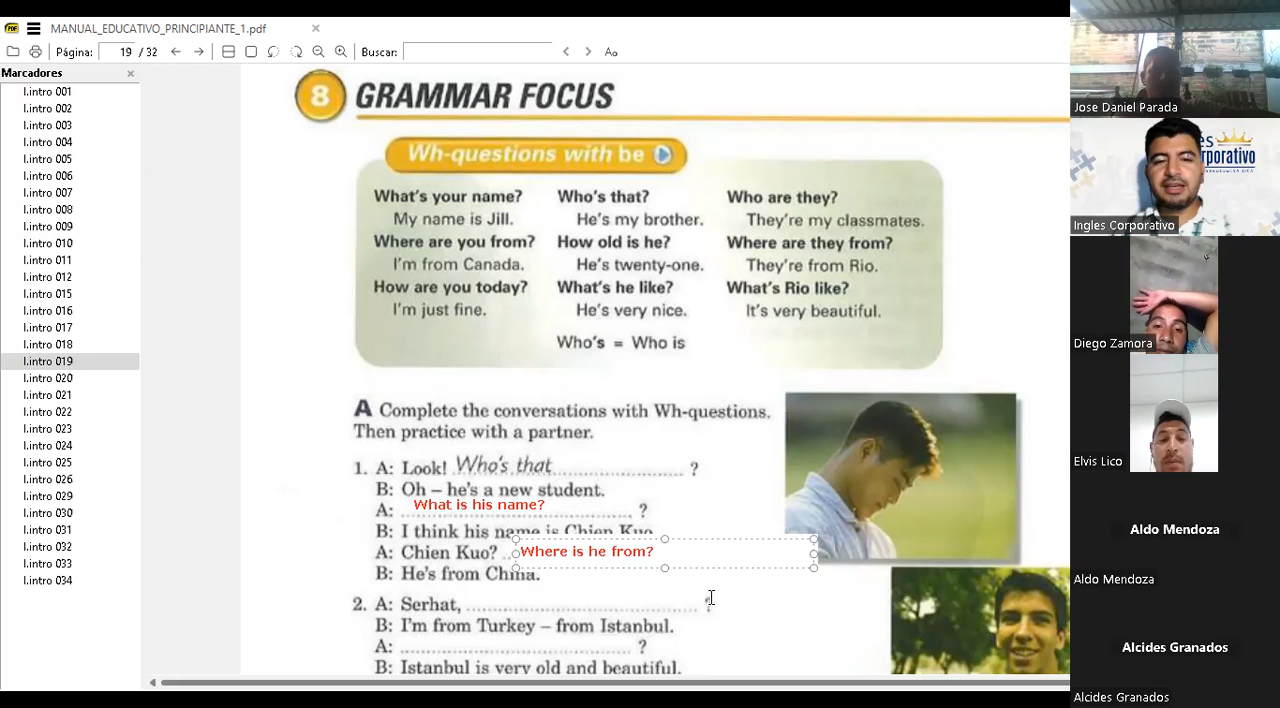 MANUAL_EDUCATIVO_PRINCIPIANTE_1.pdf
Página: 19 / 32 Buscar: Aa
Marcadores
I.intro 001
I.intro 002
I.intro 003
I.intro 004
I.intro 005
I.intro 006
I.intro 007
I.intro 008
I.intro 009
I.intro 010
I.intro 011
I.intro 012
I.intro 015
I.intro 016
I.intro 017
I.intro 018
I.intro 019
I.intro 020
I.intro 021
I.intro 022
I.intro 023
I.intro 024
I.intro 025
I.intro 026
I.intro 029
I.intro 030
I.intro 031
I.intro 032
I.intro 033
I.intro 034
8 GRAMMAR FOCUS
Wh-questions with be
What's your name? Who's that? Who are they?
My name is Jill. He's my brother. They're my classmates.
Where are you from? How old is he? Where are they from?
I'm from Canada. He's twenty-one. They're from Rio.
How are you today? What's he like? What's Rio like?
I'm just fine. He's very nice. It's very beautiful.
Who's = Who is
A Complete the conversations with Wh-questions.
Then practice with a partner.
1. A: Look! Who's that ?
B: Oh – he's a new student.
A: What is his name? ?
B: I think his name is Chien Kuo
A: Chien Kuo? Where is he from?
B: He's from China.
2. A: Serhat, ?
B: I'm from Turkey – from Istanbul.
A: ?
B: Istanbul is very old and beautiful.
Jose Daniel Parada
Ingles Corporativo
Diego Zamora
Elvis Lico
Aldo Mendoza
Aldo Mendoza
Alcides Granados
Alcides Granados